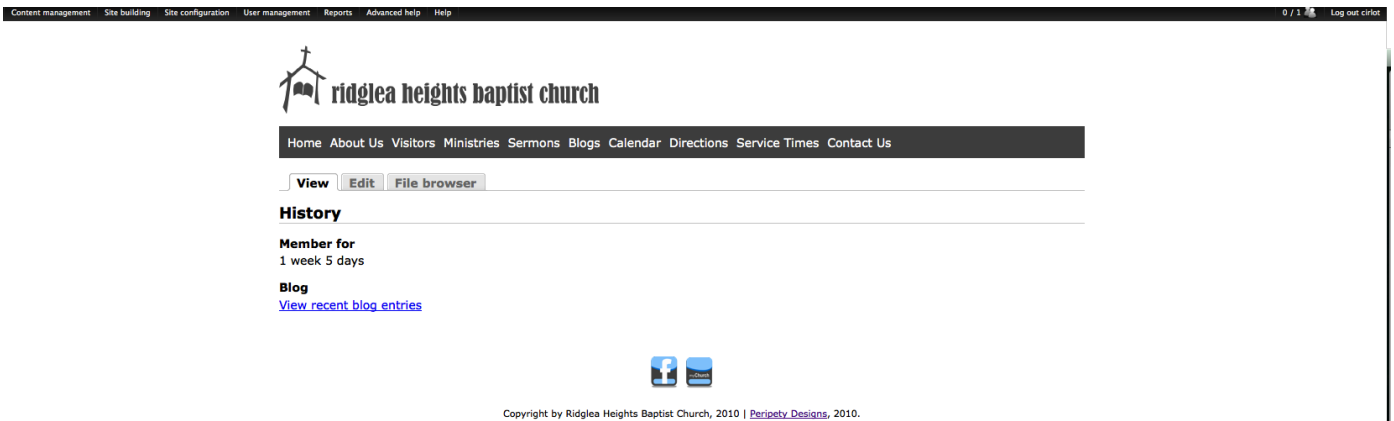 Content management Site building Site configuration User management Reports Advanced help Help 0 / 1 Log out cirlot
ridglea heights baptist church
Home About Us Visitors Ministries Sermons Blogs Calendar Directions Service Times Contact Us
View Edit File browser
History
Member for
1 week 5 days
Blog
View recent blog entries
f myChurch
Copyright by Ridglea Heights Baptist Church, 2010 | Peripety Designs, 2010.